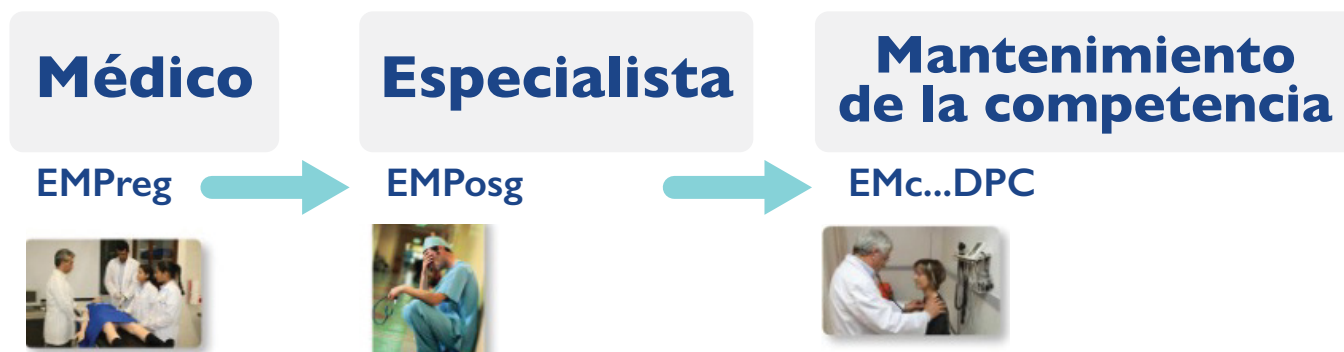 Médico
Especialista
Mantenimiento
de la competencia
EMPreg
EMPosg
EMc...DPC